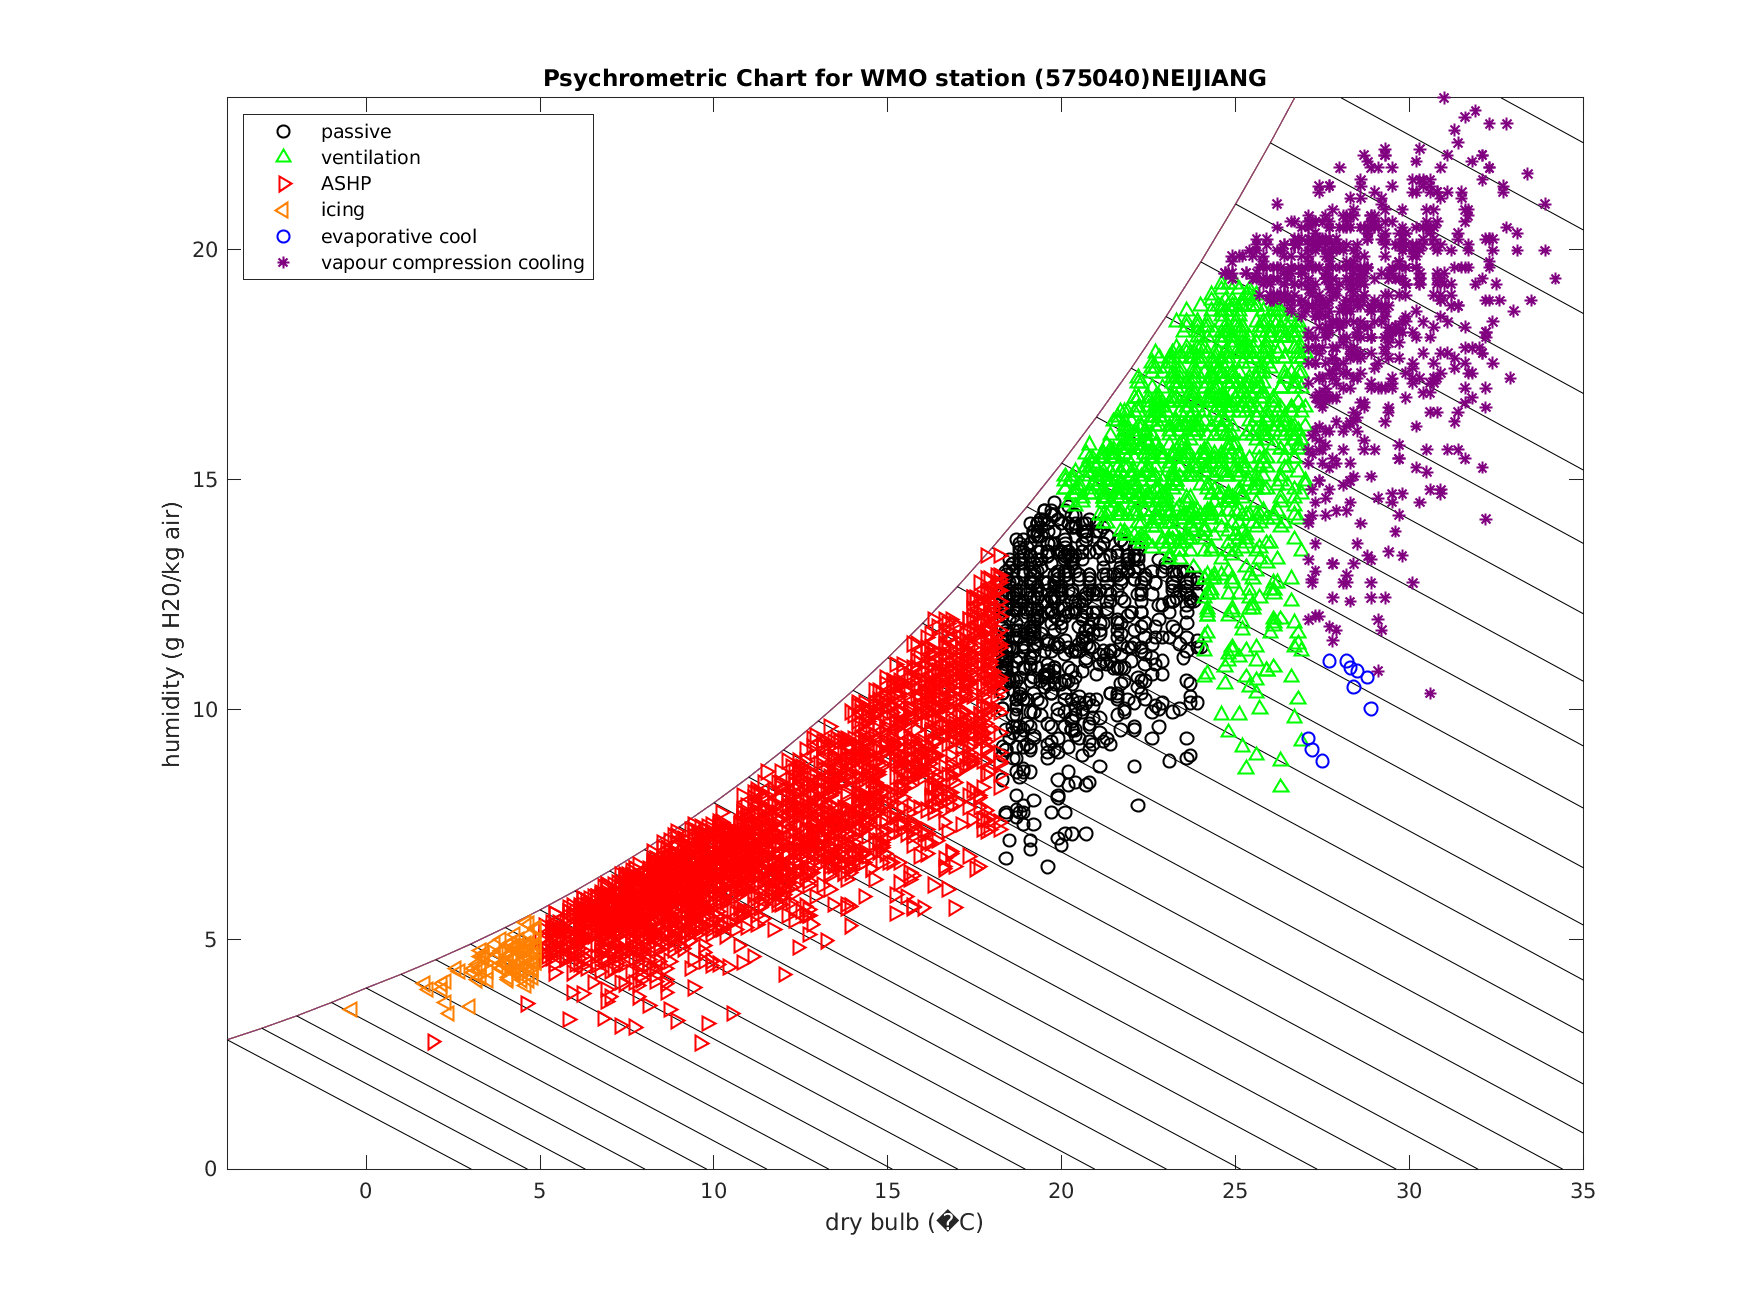 Psychrometric Chart for WMO station (575040)NEIJIANG
passive
ventilation
ASHP
icing
evaporative cool
vapour compression cooling
humidity (g H20/kg air)
20
15
10
5
0
0 5 10 15 20 25 30 35
dry bulb (�C)